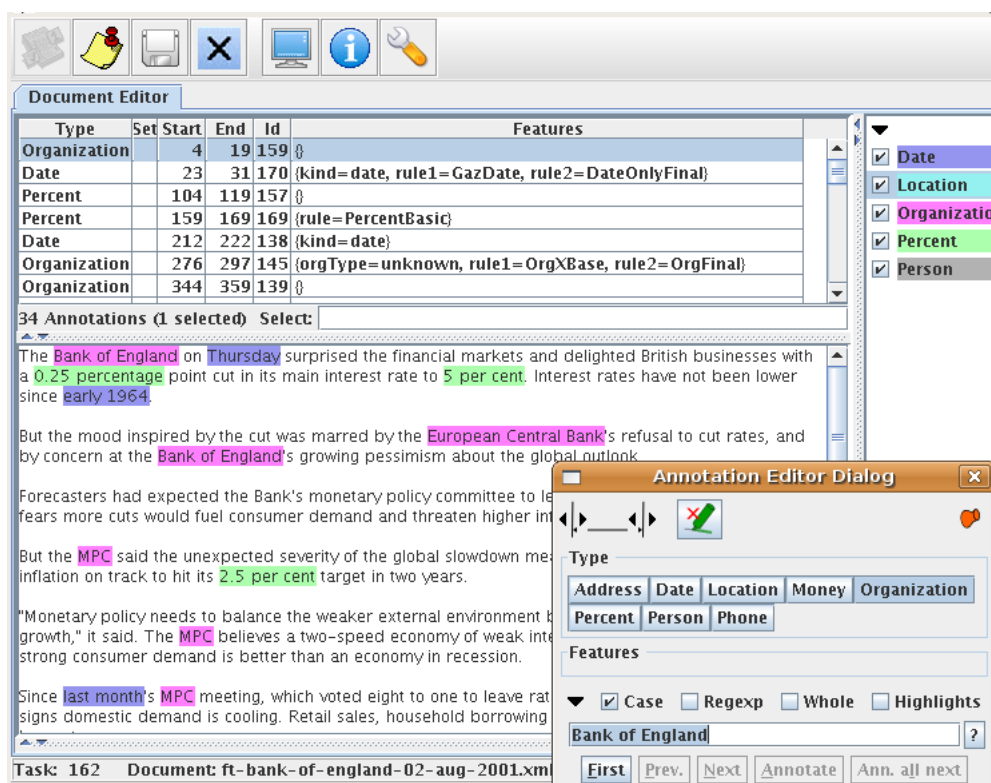 Document Editor
Type Set Start End Id Features
Organization 4 19 159 {}
Date 23 31 170 {kind=date, rule1=GazDate, rule2=DateOnlyFinal}
Percent 104 119 157 {}
Percent 159 169 169 {rule=PercentBasic}
Date 212 222 138 {kind=date}
Organization 276 297 145 {orgType=unknown, rule1=OrgXBase, rule2=OrgFinal}
Organization 344 359 139 {}
34 Annotations (1 selected) Select:
Date
Location
Organizatio
Percent
Person
The Bank of England on Thursday surprised the financial markets and delighted British businesses with
a 0.25 percentage point cut in its main interest rate to 5 per cent. Interest rates have not been lower
since early 1964.
But the mood inspired by the cut was marred by the European Central Bank's refusal to cut rates, and
by concern at the Bank of England's growing pessimism about the global outlook
Forecasters had expected the Bank's monetary policy committee to le
fears more cuts would fuel consumer demand and threaten higher int
But the MPC said the unexpected severity of the global slowdown mea
inflation on track to hit its 2.5 per cent target in two years.
"Monetary policy needs to balance the weaker external environment b
growth," it said. The MPC believes a two-speed economy of weak inte
strong consumer demand is better than an economy in recession.
Since last month's MPC meeting, which voted eight to one to leave rat
signs domestic demand is cooling. Retail sales, household borrowing
Task: 162 Document: ft-bank-of-england-02-aug-2001.xml
Annotation Editor Dialog
Type
Address Date Location Money Organization
Percent Person Phone
Features
Case Regexp Whole Highlights
Bank of England ?
First Prev. Next Annotate Ann. all next